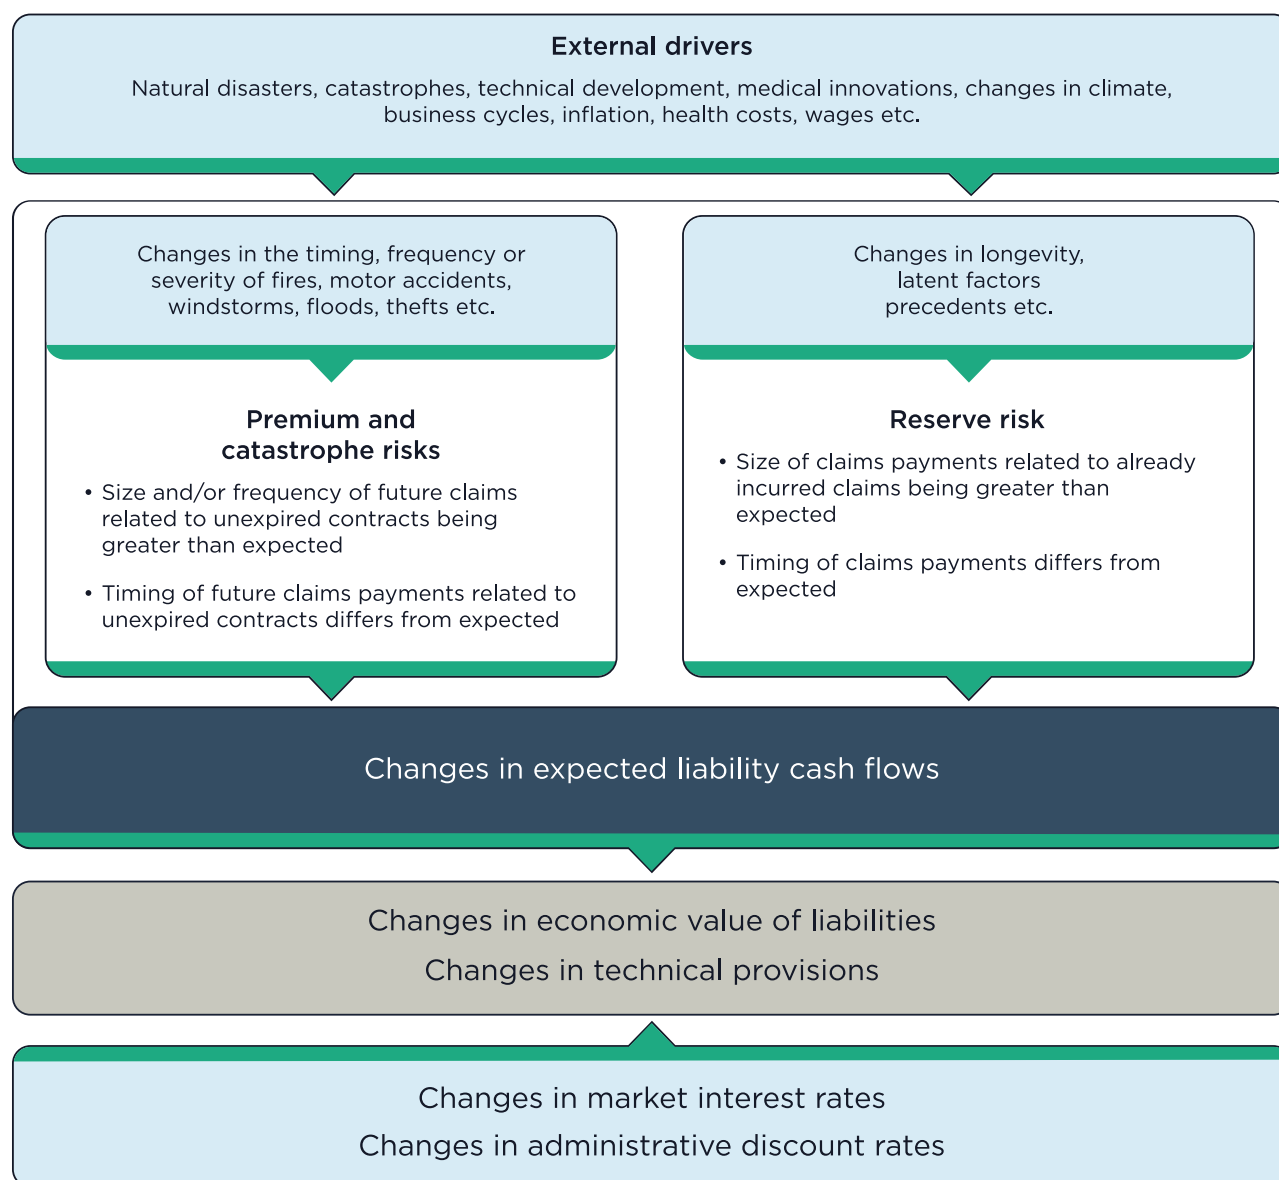 External drivers
Natural disasters, catastrophes, technical development, medical innovations, changes in climate,
business cycles, inflation, health costs, wages etc.
Changes in the timing, frequency or
severity of fires, motor accidents,
windstorms, floods, thefts etc.
Premium and
catastrophe risks
• Size and/or frequency of future claims
related to unexpired contracts being
greater than expected
• Timing of future claims payments related to
unexpired contracts differs from expected
Changes in longevity,
latent factors
precedents etc.
Reserve risk
• Size of claims payments related to already
incurred claims being greater than
expected
• Timing of claims payments differs from
expected
Changes in expected liability cash flows
Changes in economic value of liabilities
Changes in technical provisions
Changes in market interest rates
Changes in administrative discount rates